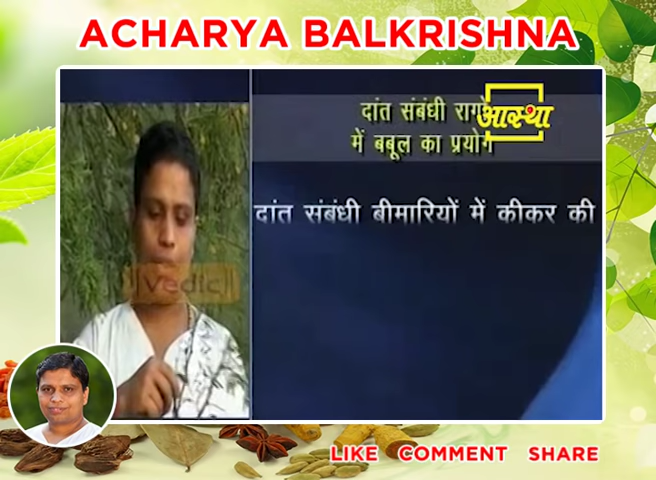 ACHARYA BALKRISHNA
दांत संबंधी रागों
आस्था
में बबूल का प्रयोग
दांत संबंधी बीमारियों में कीकर की
Vedic
LIKE COMMENT SHARE